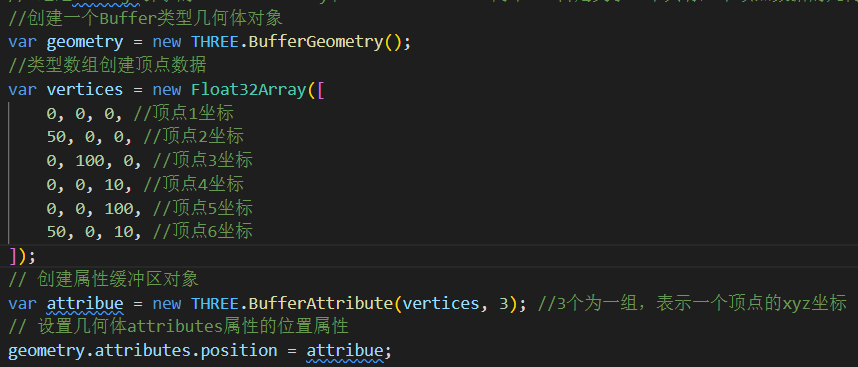 //创建一个Buffer类型几何体对象
var geometry = new THREE.BufferGeometry();
//类型数组创建顶点数据
var vertices = new Float32Array([
0, 0, 0, //顶点1坐标
50, 0, 0, //顶点2坐标
0, 100, 0, //顶点3坐标
0, 0, 10, //顶点4坐标
0, 0, 100, //顶点5坐标
50, 0, 10, //顶点6坐标
]);
// 创建属性缓冲区对象
var attribue = new THREE.BufferAttribute(vertices, 3); //3个为一组，表示一个顶点的xyz坐标
// 设置几何体attributes属性的位置属性
geometry.attributes.position = attribue;